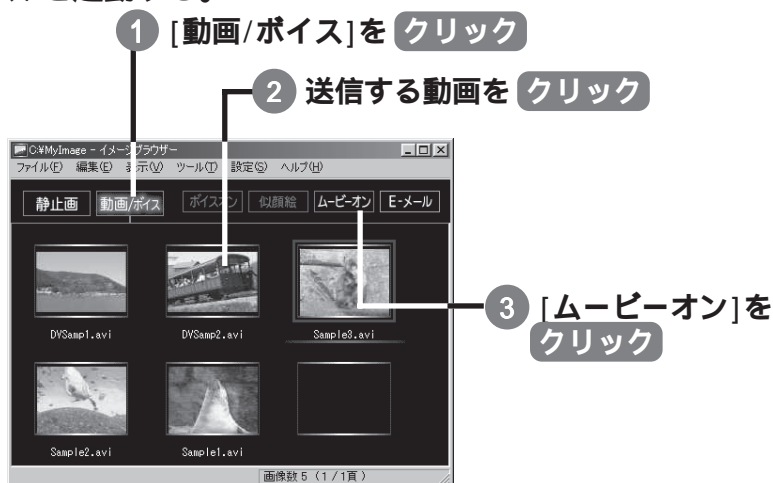 1 [動画/ボイス]を クリック
2 送信する動画を クリック
C:¥MyImage - イメージブラウザー
ファイル(F) 編集(E) 表示(V) ツール(T) 設定(S) ヘルプ(H)
静止画 動画/ボイス ボイスオン 似顔絵 ムービーオン E-メール
3 [ムービーオン]を
クリック
DVSamp1.avi DVSamp2.avi Sample3.avi
Sample2.avi Sample1.avi
画像数 5 (1/1頁)